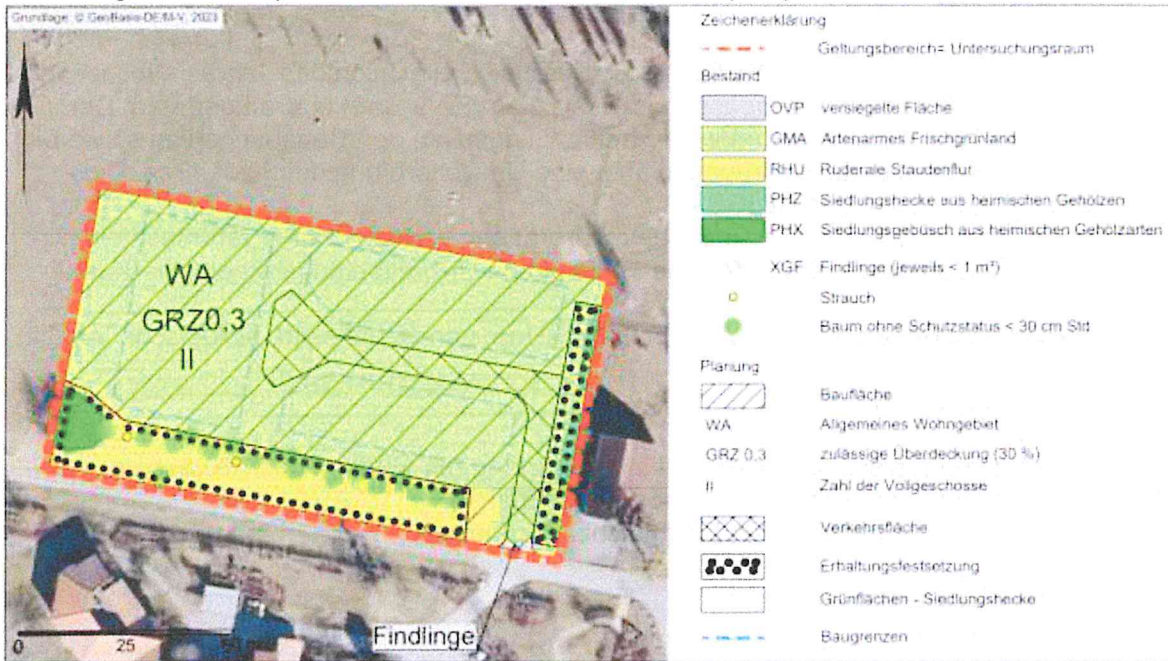 Grundlage: © GeoBasis-DE/M-V, 2023
WA
GRZ0,3
II
Findlinge
0 25
Zeichenerklärung
Geltungsbereich= Untersuchungsraum
Bestand
OVP versiegelte Fläche
GMA Artenarmes Frischgrünland
RHU Ruderale Staudenflur
PHZ Siedlungshecke aus heimischen Gehölzen
PHX Siedlungsgebüsch aus heimischen Gehölzarten
XGF Findlinge (jeweils < 1 m³)
Strauch
Baum ohne Schutzstatus < 30 cm Std
Planung
Baufläche
WA Allgemeines Wohngebiet
GRZ 0,3 zulässige Überdeckung (30 %)
II Zahl der Vollgeschosse
Verkehrsfläche
Erhaltungsfestsetzung
Grünflächen - Siedlungshecke
Baugrenzen